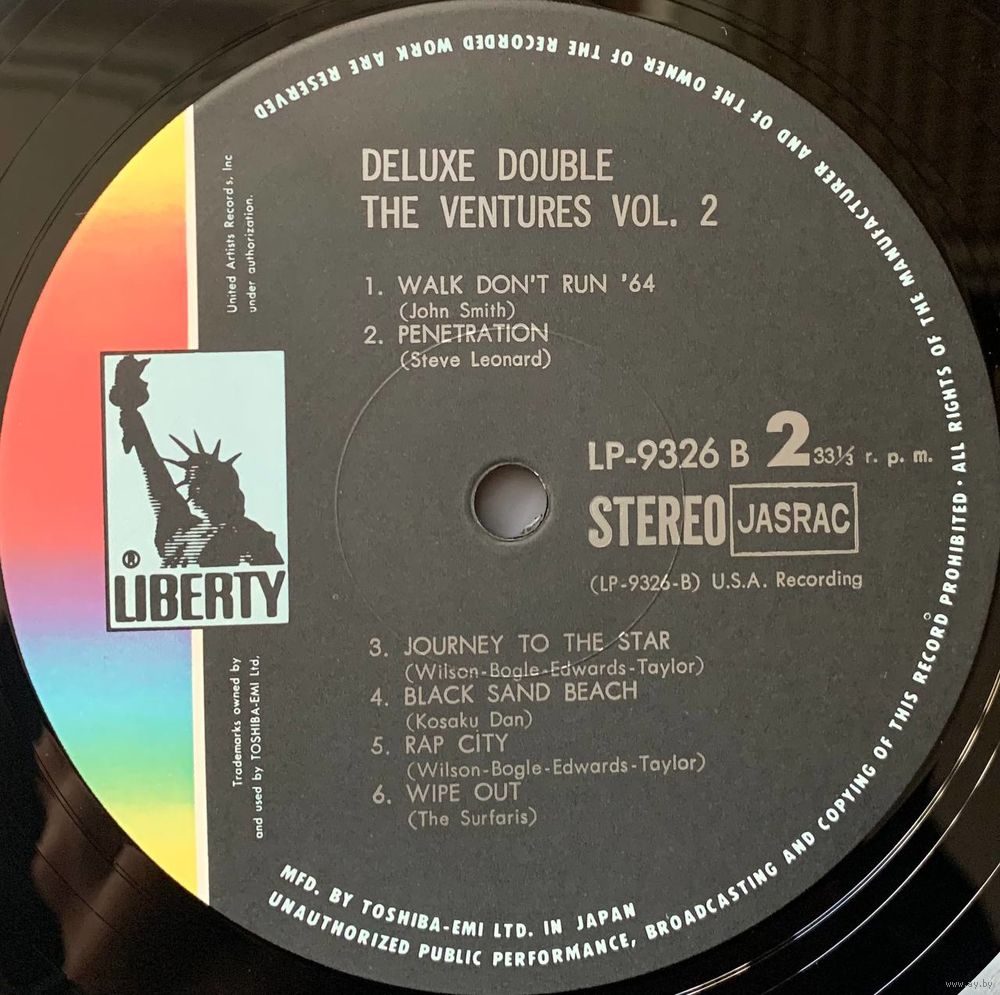 DELUXE DOUBLE
THE VENTURES VOL. 2
1. WALK DON'T RUN '64
(John Smith)
2. PENETRATION
(Steve Leonard)
LP-9326 B 2 33⅓ r. p. m.
STEREO JASRAC
(LP-9326-B) U.S.A. Recording
3. JOURNEY TO THE STAR
(Wilson-Bogle-Edwards-Taylor)
4. BLACK SAND BEACH
(Kosaku Dan)
5. RAP CITY
(Wilson-Bogle-Edwards-Taylor)
6. WIPE OUT
(The Surfaris)
United Artists Records, Inc
under authorization.
®
LIBERTY
Trademarks owned by
and used by TOSHIBA-EMI Ltd,
MFD. BY TOSHIBA-EMI LTD. IN JAPAN
UNAUTHORIZED PUBLIC PERFORMANCE, BROADCASTING AND COPYING OF THIS RECORD PROHIBITED · ALL RIGHTS OF THE MANUFACTURER AND OF THE OWNER OF THE RECORDED WORK ARE RESERVED
www.ay.by